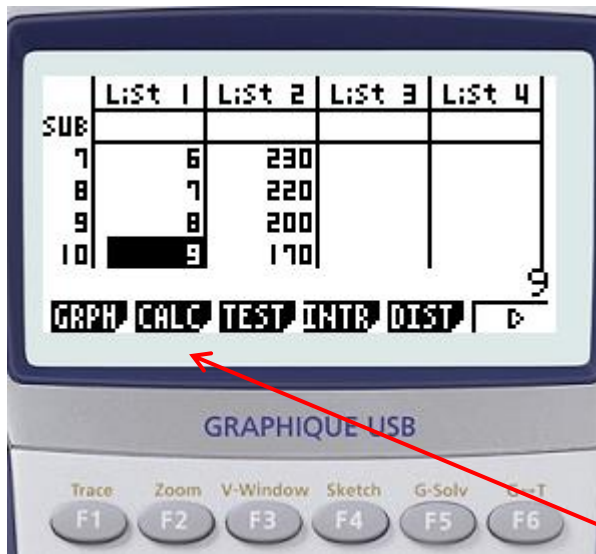 List 1 List 2 List 3 List 4
SUB
7 6 230
8 7 220
9 8 200
10 9 170
9
GRPH CALC TEST INTR DIST ▷
GRAPHIQUE USB
Trace Zoom V-Window Sketch G-Solv G↔T
F1 F2 F3 F4 F5 F6